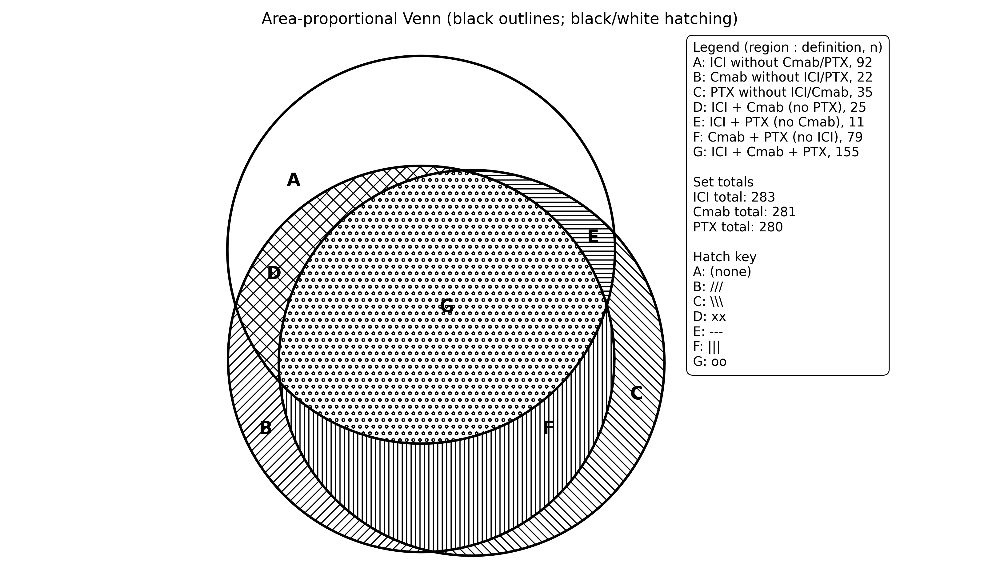 Area-proportional Venn (black outlines; black/white hatching)
Legend (region : definition, n)
A: ICI without Cmab/PTX, 92
B: Cmab without ICI/PTX, 22
C: PTX without ICI/Cmab, 35
D: ICI + Cmab (no PTX), 25
E: ICI + PTX (no Cmab), 11
F: Cmab + PTX (no ICI), 79
G: ICI + Cmab + PTX, 155
Set totals
ICI total: 283
Cmab total: 281
PTX total: 280
Hatch key
A: (none)
B: ///
C: \\\
D: xx
E: ---
F: |||
G: oo
A
E
D
G
C
B
F